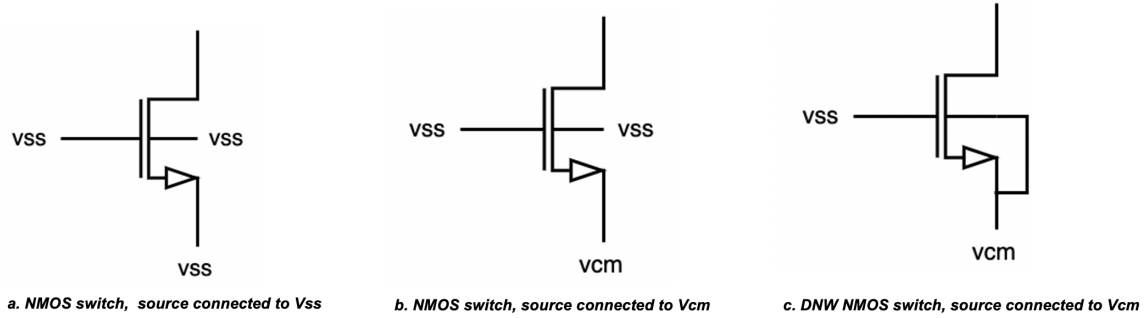 vss
vss
vss
a. NMOS switch, source connected to Vss
vss
vss
vcm
b. NMOS switch, source connected to Vcm
vss
vcm
c. DNW NMOS switch, source connected to Vcm